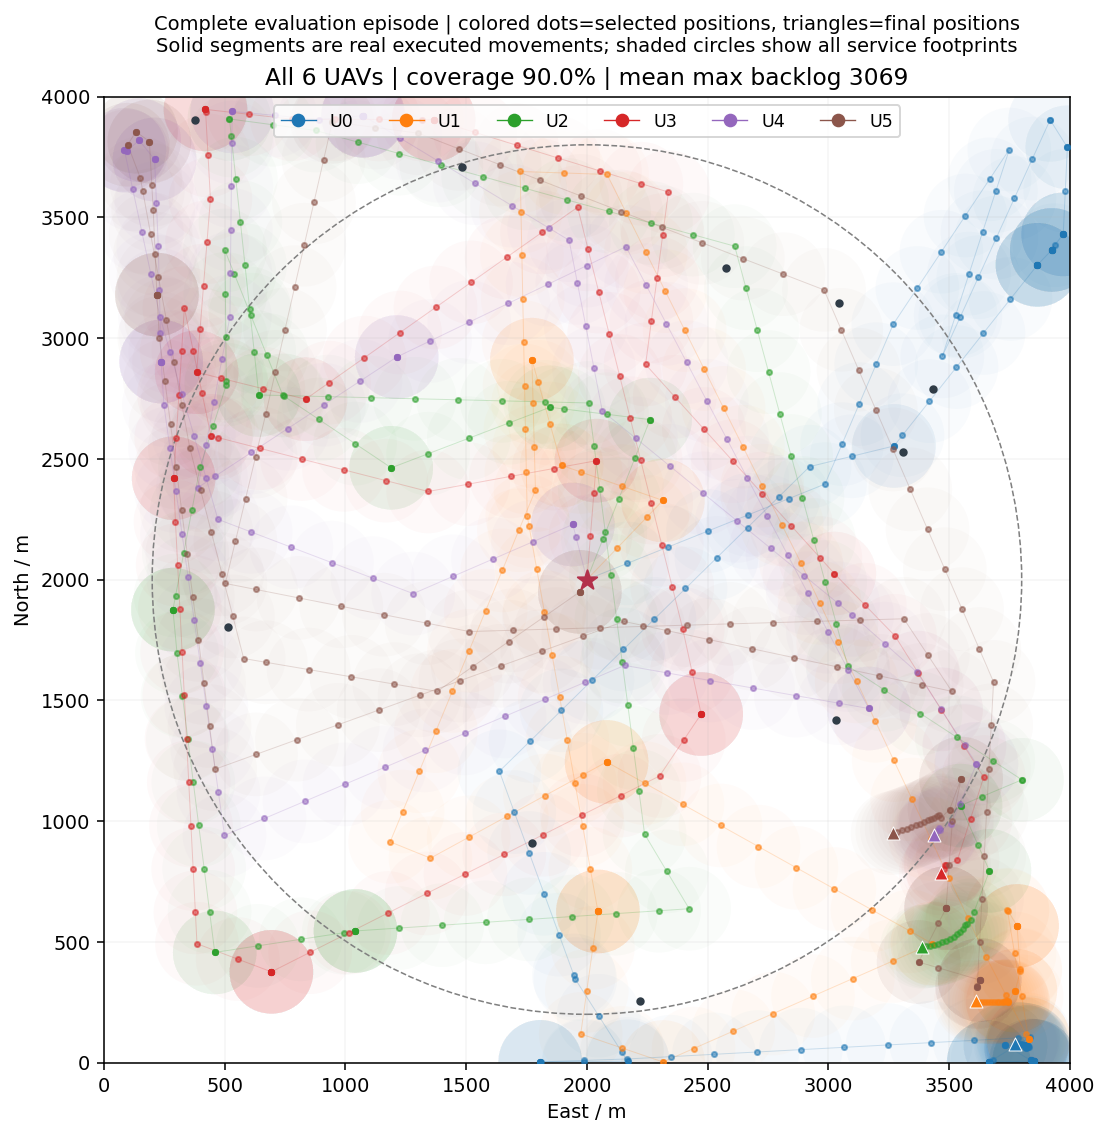 Complete evaluation episode | colored dots=selected positions, triangles=final positions
Solid segments are real executed movements; shaded circles show all service footprints
All 6 UAVs | coverage 90.0% | mean max backlog 3069
U0 U1 U2 U3 U4 U5
4000
3500
3000
2500
2000
1500
1000
500
0
North / m
0 500 1000 1500 2000 2500 3000 3500 4000
East / m